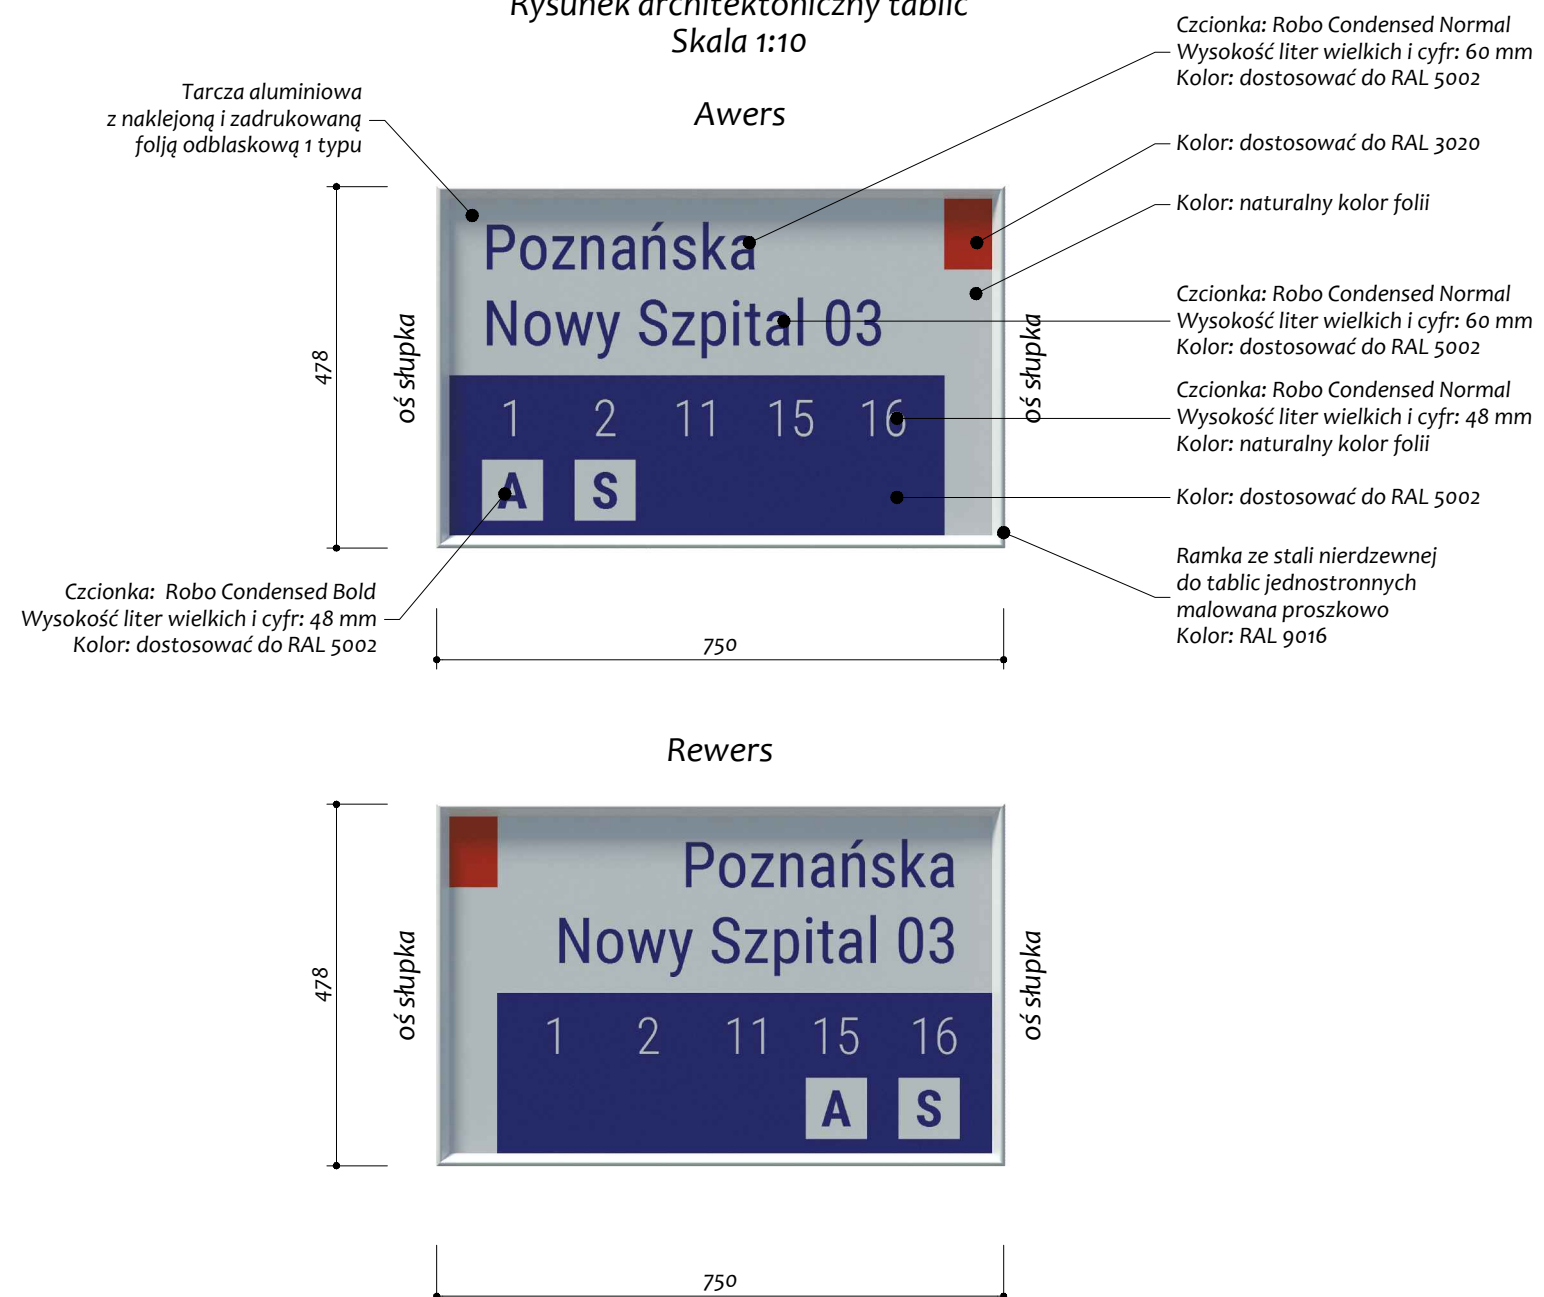 Rysunek architektoniczny tablic
Skala 1:10
Awers
Tarcza aluminiowa
z naklejoną i zadrukowaną
folją odblaskową 1 typu
Czcionka: Robo Condensed Normal
Wysokość liter wielkich i cyfr: 60 mm
Kolor: dostosować do RAL 5002
Kolor: dostosować do RAL 3020
Kolor: naturalny kolor folii
Czcionka: Robo Condensed Normal
Wysokość liter wielkich i cyfr: 60 mm
Kolor: dostosować do RAL 5002
Czcionka: Robo Condensed Normal
Wysokość liter wielkich i cyfr: 48 mm
Kolor: naturalny kolor folii
Kolor: dostosować do RAL 5002
Ramka ze stali nierdzewnej
do tablic jednostronnych
malowana proszkowo
Kolor: RAL 9016
478
oś słupka
Poznańska
Nowy Szpital 03
1 2 11 15 16
A S
oś słupka
Czcionka: Robo Condensed Bold
Wysokość liter wielkich i cyfr: 48 mm
Kolor: dostosować do RAL 5002
750
Rewers
478
oś słupka
Poznańska
Nowy Szpital 03
1 2 11 15 16
A S
oś słupka
750